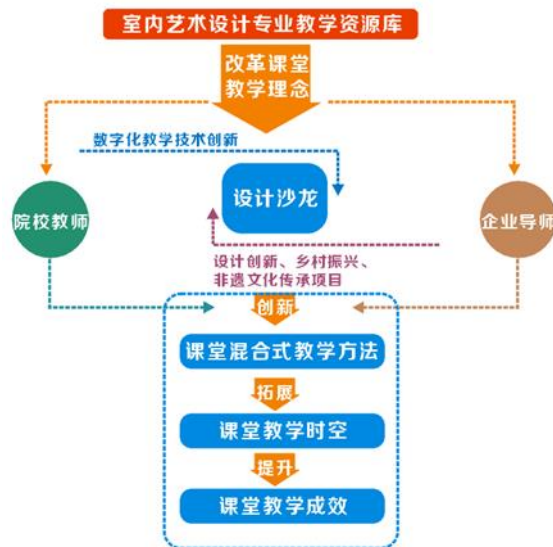 室内艺术设计专业教学资源库
改革课堂
教学理念
数字化教学技术创新
院校教师
设计沙龙
企业导师
设计创新、乡村振兴、
非遗文化传承项目
创新
课堂混合式教学方法
拓展
课堂教学时空
提升
课堂教学成效